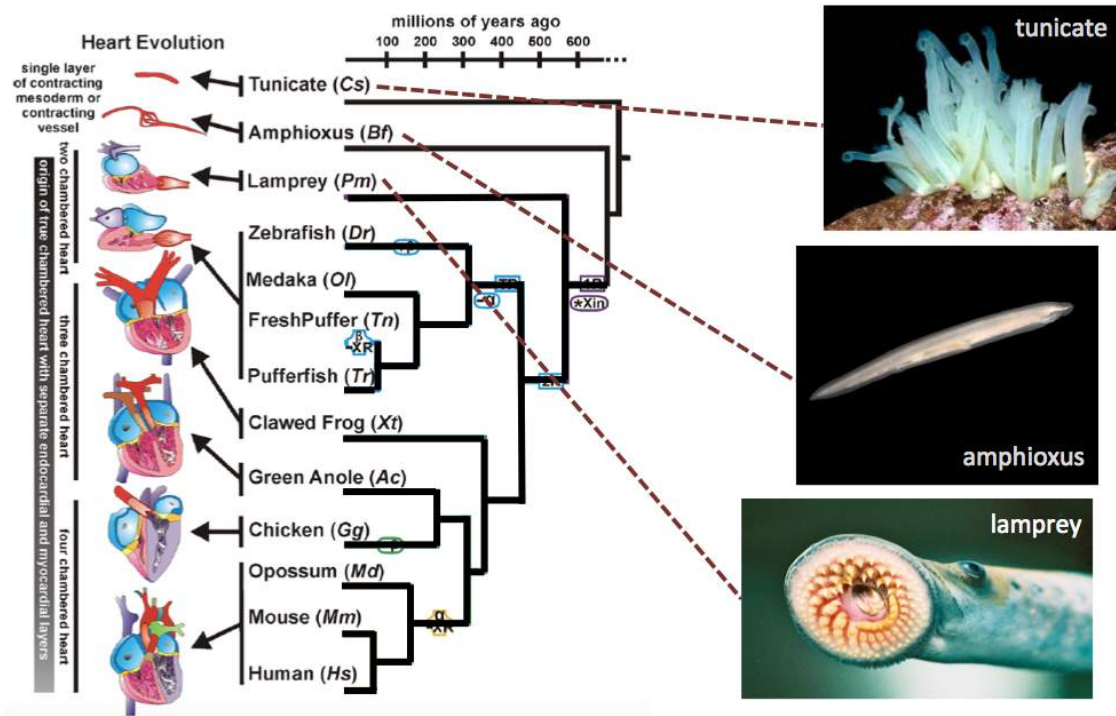 millions of years ago
Heart Evolution
100 200 300 400 500 600
single layer
of contracting
mesoderm or
contracting
vessel
Tunicate (Cs)
Amphioxus (Bf)
Lamprey (Pm)
Zebrafish (Dr)
Medaka (Ol)
FreshPuffer (Tn)
Pufferfish (Tr)
Clawed Frog (Xt)
Green Anole (Ac)
Chicken (Gg)
Opossum (Md)
Mouse (Mm)
Human (Hs)
two chambered heart
three chambered heart
four chambered heart
origin of true chambered heart with separate endocardial and myocardial layers
*Xin
β
-XR
α
-XR
tunicate
amphioxus
lamprey